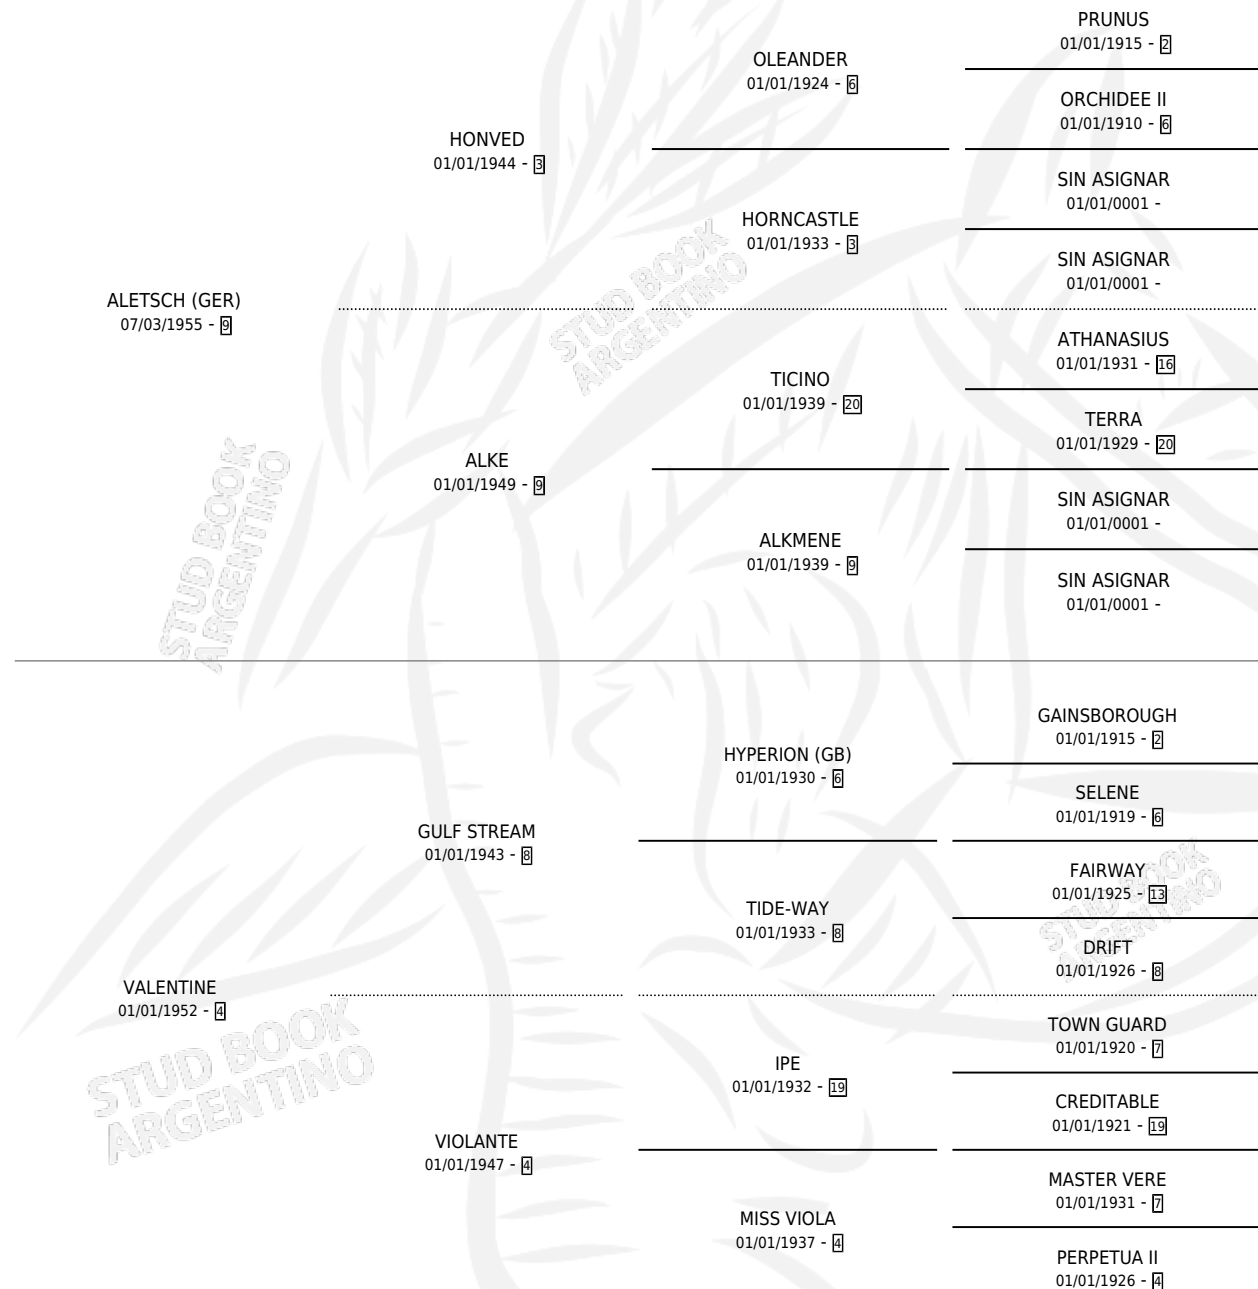 PRUNUS
01/01/1915 - 2
OLEANDER
01/01/1924 - 6
ORCHIDEE II
01/01/1910 - 6
HONVED
01/01/1944 - 3
SIN ASIGNAR
01/01/0001 -
HORNCASTLE
01/01/1933 - 3
SIN ASIGNAR
01/01/0001 -
ALETSCH (GER)
07/03/1955 - 9
STUD BOOK
ARGENTINO
ATHANASIUS
01/01/1931 - 16
TICINO
01/01/1939 - 20
TERRA
01/01/1929 - 20
ALKE
01/01/1949 - 9
SIN ASIGNAR
01/01/0001 -
ALKMENE
01/01/1939 - 9
SIN ASIGNAR
01/01/0001 -
STUD BOOK
ARGENTINO
GAINSBOROUGH
01/01/1915 - 2
HYPERION (GB)
01/01/1930 - 6
SELENE
01/01/1919 - 6
GULF STREAM
01/01/1943 - 8
FAIRWAY
01/01/1925 - 13
TIDE-WAY
01/01/1933 - 8
DRIFT
01/01/1926 - 8
STUD BOOK
ARGENTINO
VALENTINE
01/01/1952 - 4
TOWN GUARD
01/01/1920 - 7
IPE
01/01/1932 - 19
CREDITABLE
01/01/1921 - 19
STUD BOOK
ARGENTINO
VIOLANTE
01/01/1947 - 4
MASTER VERE
01/01/1931 - 7
MISS VIOLA
01/01/1937 - 4
PERPETUA II
01/01/1926 - 4